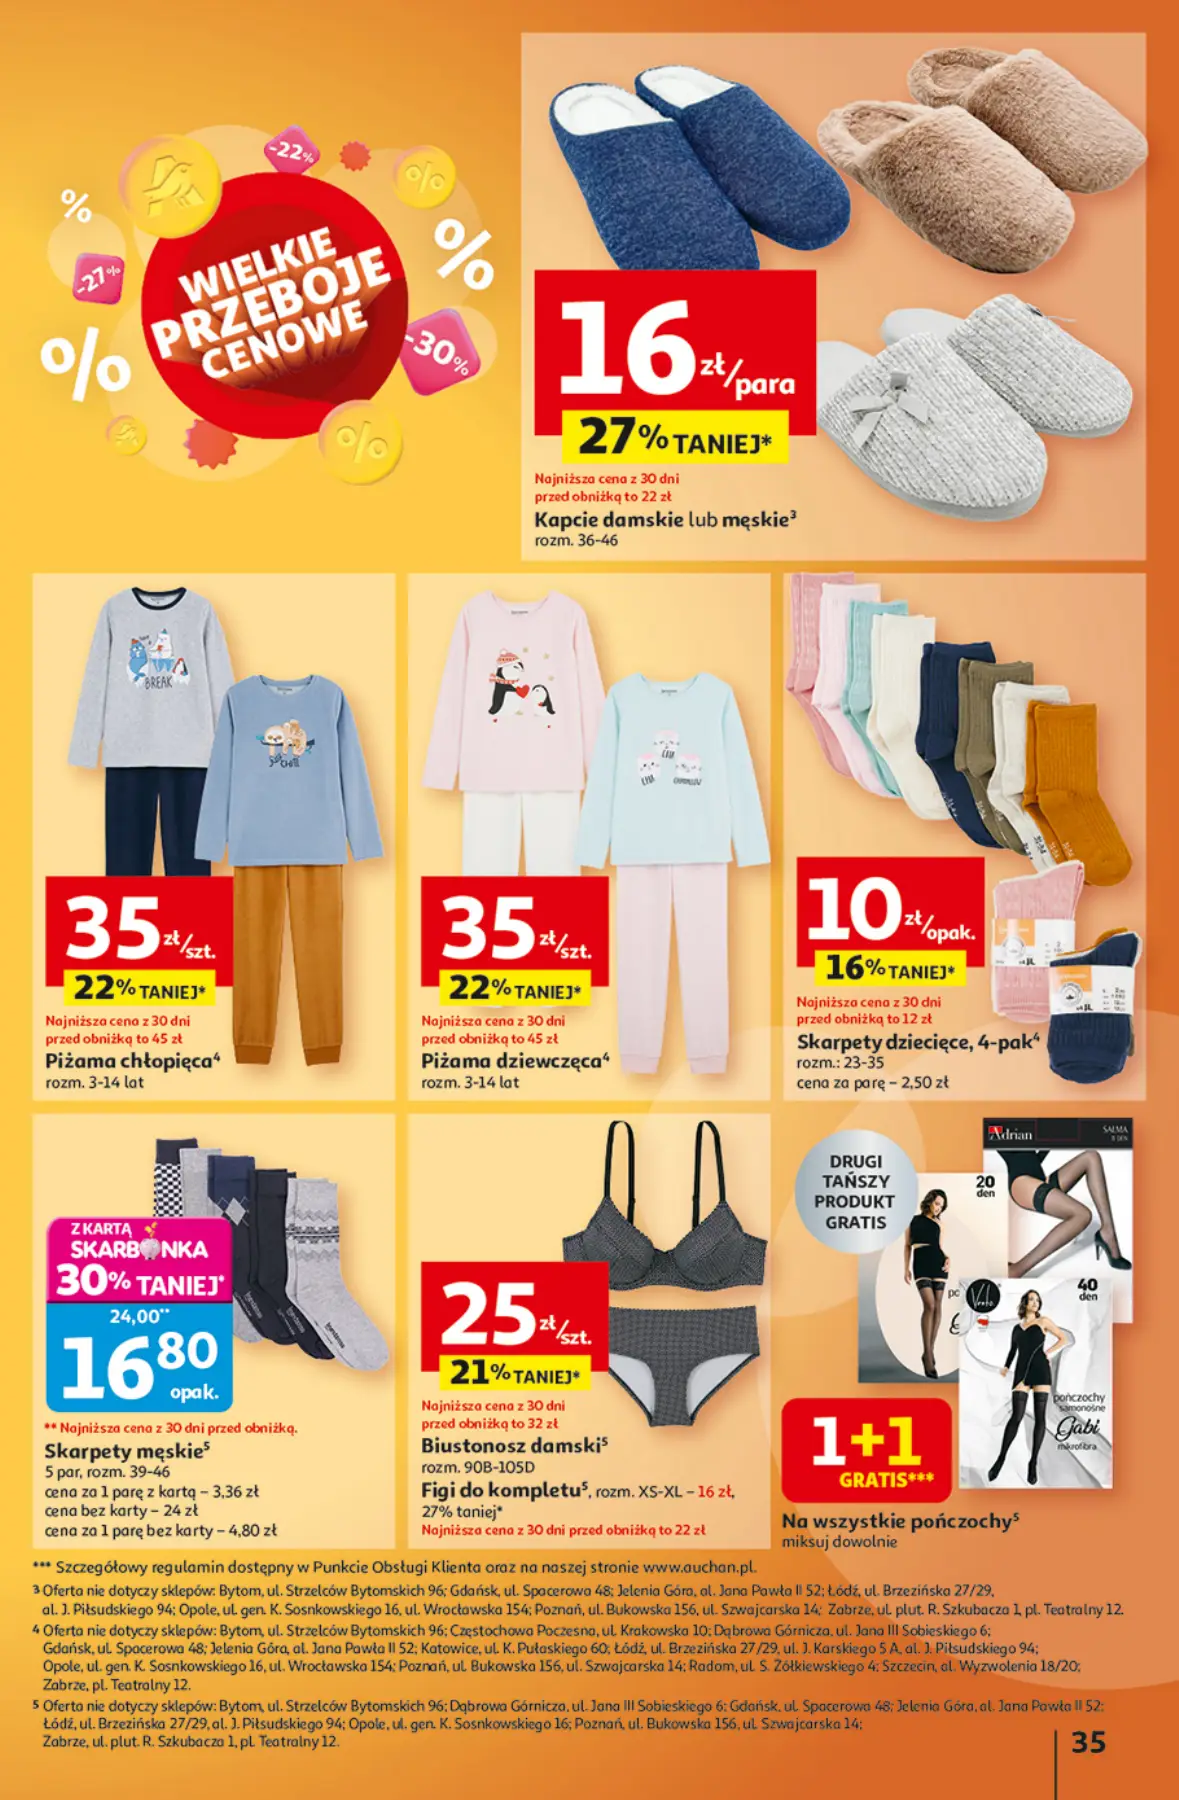 -22%
%
%
-27%
%
%
-30%
%
WIELKIE
PRZEBOJE
CENOWE
16 zł/para
27% TANIEJ*
Najniższa cena z 30 dni
przed obniżką to 22 zł
Kapcie damskie lub męskie³
rozm. 36-46
BREAK
CHILL
35 zł/szt.
22% TANIEJ*
Najniższa cena z 30 dni
przed obniżką to 45 zł
Piżama chłopięca⁴
rozm. 3-14 lat
35 zł/szt.
22% TANIEJ*
Najniższa cena z 30 dni
przed obniżką to 45 zł
Piżama dziewczęca⁴
rozm. 3-14 lat
10 zł/opak.
16% TANIEJ*
Najniższa cena z 30 dni
przed obniżką to 12 zł
Skarpety dziecięce, 4-pak⁴
rozm.: 23-35
cena za parę – 2,50 zł
Z KARTĄ
SKARBONKA
30% TANIEJ*
24,00**
16 80
opak.
** Najniższa cena z 30 dni przed obniżką.
Skarpety męskie⁵
5 par, rozm. 39-46
cena za 1 parę z kartą – 3,36 zł
cena bez karty – 24 zł
cena za 1 parę bez karty – 4,80 zł
25 zł/szt.
21% TANIEJ*
Najniższa cena z 30 dni
przed obniżką to 32 zł
Biustonosz damski⁵
rozm. 90B-105D
Figi do kompletu⁵, rozm. XS-XL – 16 zł,
27% taniej*
Najniższa cena z 30 dni przed obniżką to 22 zł
DRUGI
TAŃSZY
PRODUKT
GRATIS
Adrian
SALMA
20
den
40
den
pończochy
samonośne
Gabi
mikrofibra
1+1
GRATIS***
Na wszystkie pończochy⁵
miksuj dowolnie
*** Szczegółowy regulamin dostępny w Punkcie Obsługi Klienta oraz na naszej stronie www.auchan.pl.
³ Oferta nie dotyczy sklepów: Bytom, ul. Strzelców Bytomskich 96; Gdańsk, ul. Spacerowa 48; Jelenia Góra, al. Jana Pawła II 52; Łódź, ul. Brzezińska 27/29,
al. J. Piłsudskiego 94; Opole, ul. gen. K. Sosnkowskiego 16, ul. Wrocławska 154; Poznań, ul. Bukowska 156, ul. Szwajcarska 14; Zabrze, ul. plut. R. Szkubacza 1, pl. Teatralny 12.
⁴ Oferta nie dotyczy sklepów: Bytom, ul. Strzelców Bytomskich 96; Częstochowa Poczesna, ul. Krakowska 10; Dąbrowa Górnicza, ul. Jana III Sobieskiego 6;
Gdańsk, ul. Spacerowa 48; Jelenia Góra, al. Jana Pawła II 52; Katowice, ul. K. Pułaskiego 60; Łódź, ul. Brzezińska 27/29, ul. J. Karskiego 5 A, al. J. Piłsudskiego 94;
Opole, ul. gen. K. Sosnkowskiego 16, ul. Wrocławska 154; Poznań, ul. Bukowska 156, ul. Szwajcarska 14; Radom, ul. S. Żółkiewskiego 4; Szczecin, al. Wyzwolenia 18/20;
Zabrze, pl. Teatralny 12.
⁵ Oferta nie dotyczy sklepów: Bytom, ul. Strzelców Bytomskich 96; Dąbrowa Górnicza, ul. Jana III Sobieskiego 6; Gdańsk, ul. Spacerowa 48; Jelenia Góra, al. Jana Pawła II 52;
Łódź, ul. Brzezińska 27/29, al. J. Piłsudskiego 94; Opole, ul. gen. K. Sosnkowskiego 16; Poznań, ul. Bukowska 156, ul. Szwajcarska 14;
Zabrze, ul. plut. R. Szkubacza 1, pl. Teatralny 12.
35